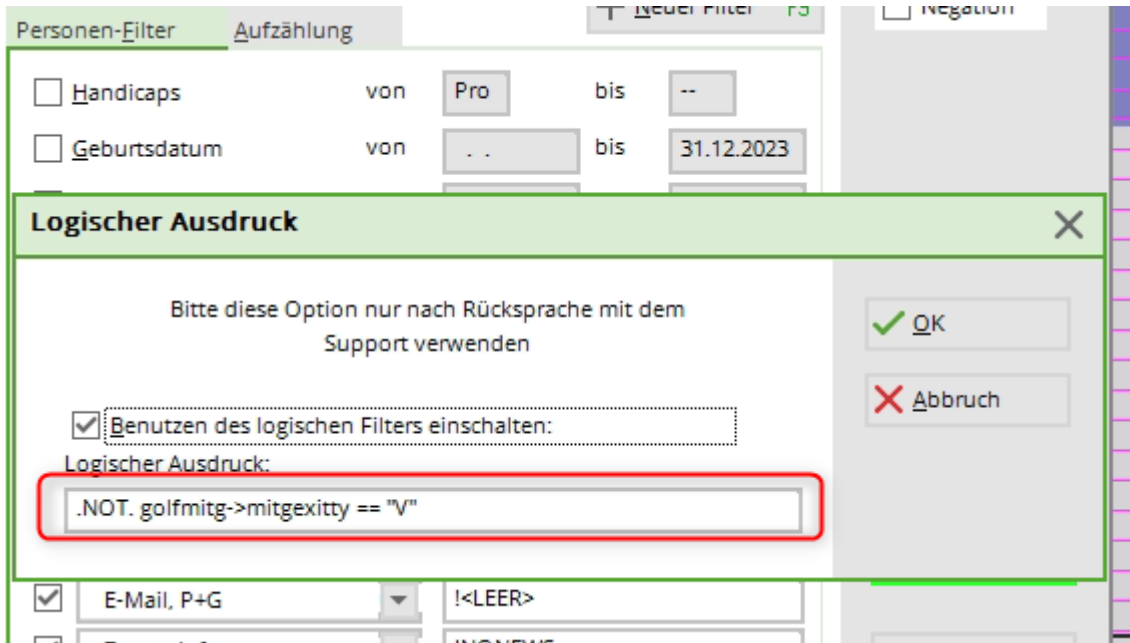 Neuer Filter F9
Negation
Personen-Filter Aufzählung
Handicaps von Pro bis --
Geburtsdatum von . . bis 31.12.2023
Logischer Ausdruck
Bitte diese Option nur nach Rücksprache mit dem
Support verwenden
OK
Abbruch
Benutzen des logischen Filters einschalten:
Logischer Ausdruck:
.NOT. golfmitg->mitgexitty == "V"
E-Mail, P+G !<LEER>